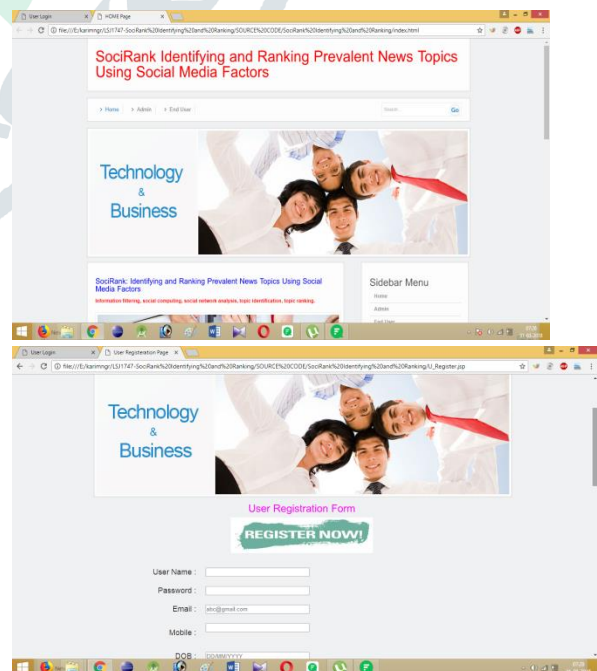 User Login
HOME Page
file:///E:/karimngr/LSJ1747-SociRank%20Identifying%20and%20Ranking/SOURCE%20CODE/SociRank%20Identifying%20and%20Ranking/index.html
SociRank Identifying and Ranking Prevalent News Topics
Using Social Media Factors
Home
Admin
End User
Search
Go
Technology
&
Business
SociRank: Identifying and Ranking Prevalent News Topics Using Social
Media Factors
Information filtering, social computing, social network analysis, topic identification, topic ranking.
Sidebar Menu
Home
Admin
End User
User Login
User Registeration Page
file:///E:/karimngr/LSJ1747-SociRank%20Identifying%20and%20Ranking/SOURCE%20CODE/SociRank%20Identifying%20and%20Ranking/U_Register.jsp
Technology
&
Business
User Registration Form
REGISTER NOW!
User Name :
Password :
Email :
abc@gmail.com
Mobile :
DOB :
DD/MM/YYYY